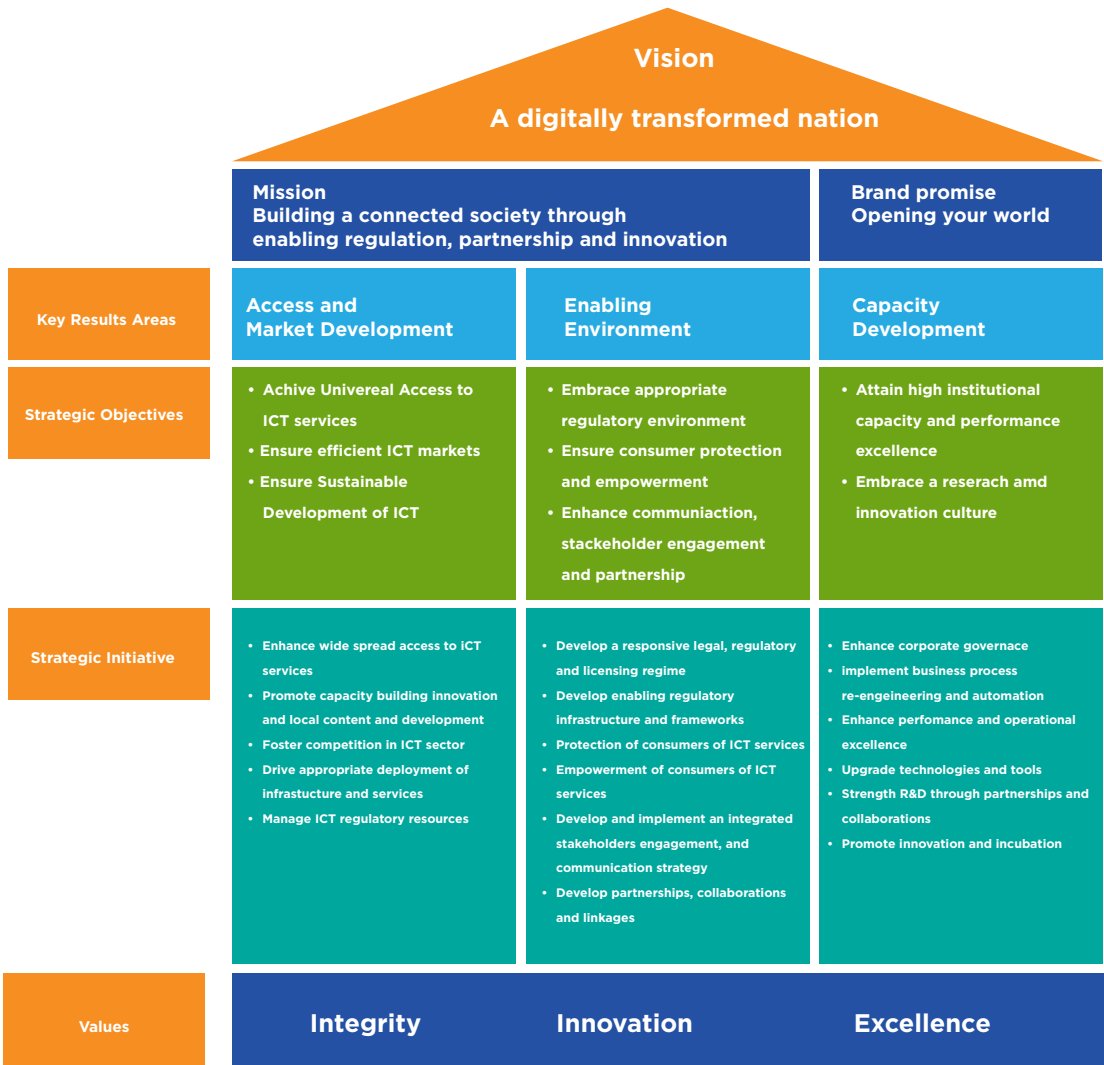 Vision
A digitally transformed nation
Mission
Building a connected society through
enabling regulation, partnership and innovation
Brand promise
Opening your world
Key Results Areas
Access and
Market Development
Enabling
Environment
Capacity
Development
Strategic Objectives
• Achive Univereal Access to
ICT services
• Ensure efficient ICT markets
• Ensure Sustainable
Development of ICT
• Embrace appropriate
regulatory environment
• Ensure consumer protection
and empowerment
• Enhance communiaction,
stackeholder engagement
and partnership
• Attain high institutional
capacity and performance
excellence
• Embrace a reserach amd
innovation culture
Strategic Initiative
• Enhance wide spread access to iCT
services
• Promote capacity building innovation
and local content and development
• Foster competition in ICT sector
• Drive appropriate deployment of
infrastucture and services
• Manage ICT regulatory resources
• Develop a responsive legal, regulatory
and licensing regime
• Develop enabling regulatory
infrastructure and frameworks
• Protection of consumers of ICT services
• Empowerment of consumers of ICT
services
• Develop and implement an integrated
stakeholders engagement, and
communication strategy
• Develop partnerships, collaborations
and linkages
• Enhance corporate governace
• implement business process
re-engeineering and automation
• Enhance perfomance and operational
excellence
• Upgrade technologies and tools
• Strength R&D through partnerships and
collaborations
• Promote innovation and incubation
Values
Integrity
Innovation
Excellence